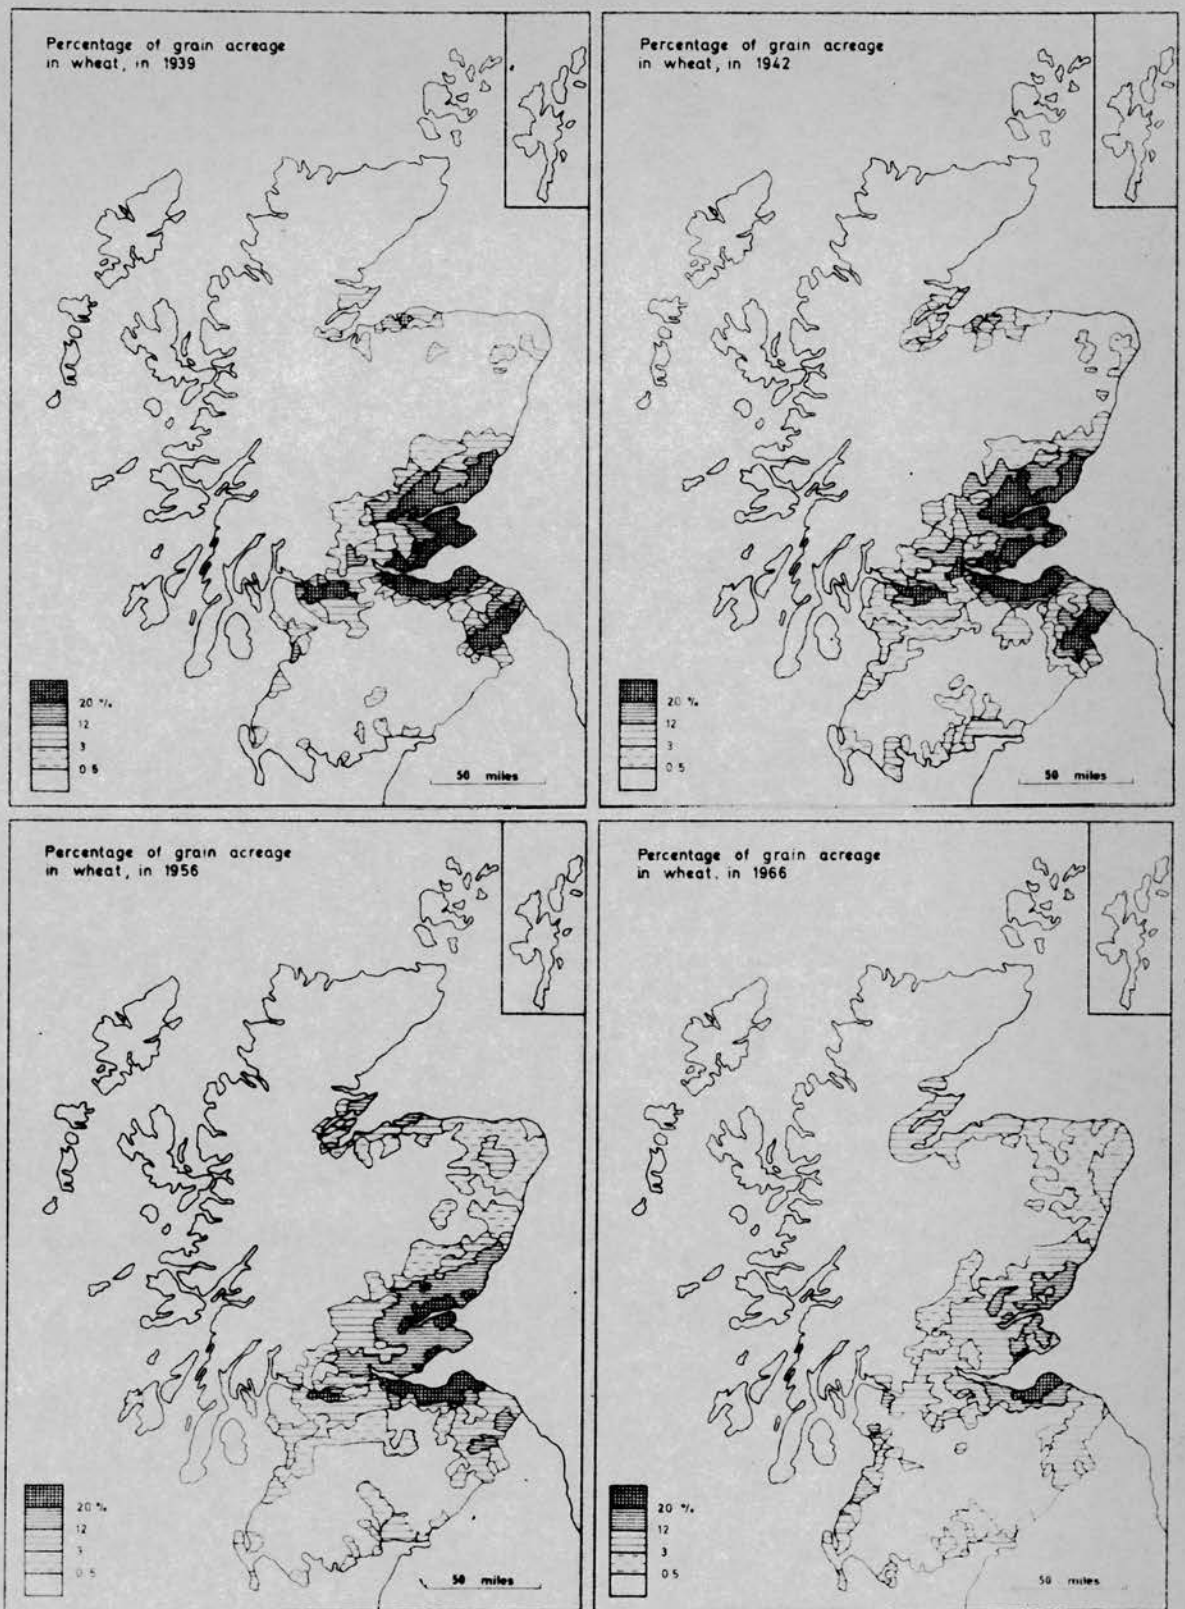 Percentage of grain acreage
in wheat, in 1939
20 %
12
3
0 5
50 miles
Percentage of grain acreage
in wheat, in 1942
20 %
12
3
0 5
50 miles
Percentage of grain acreage
in wheat, in 1956
20 %
12
3
0 5
50 miles
Percentage of grain acreage
in wheat. in 1966
20 %
12
3
0 5
50 miles